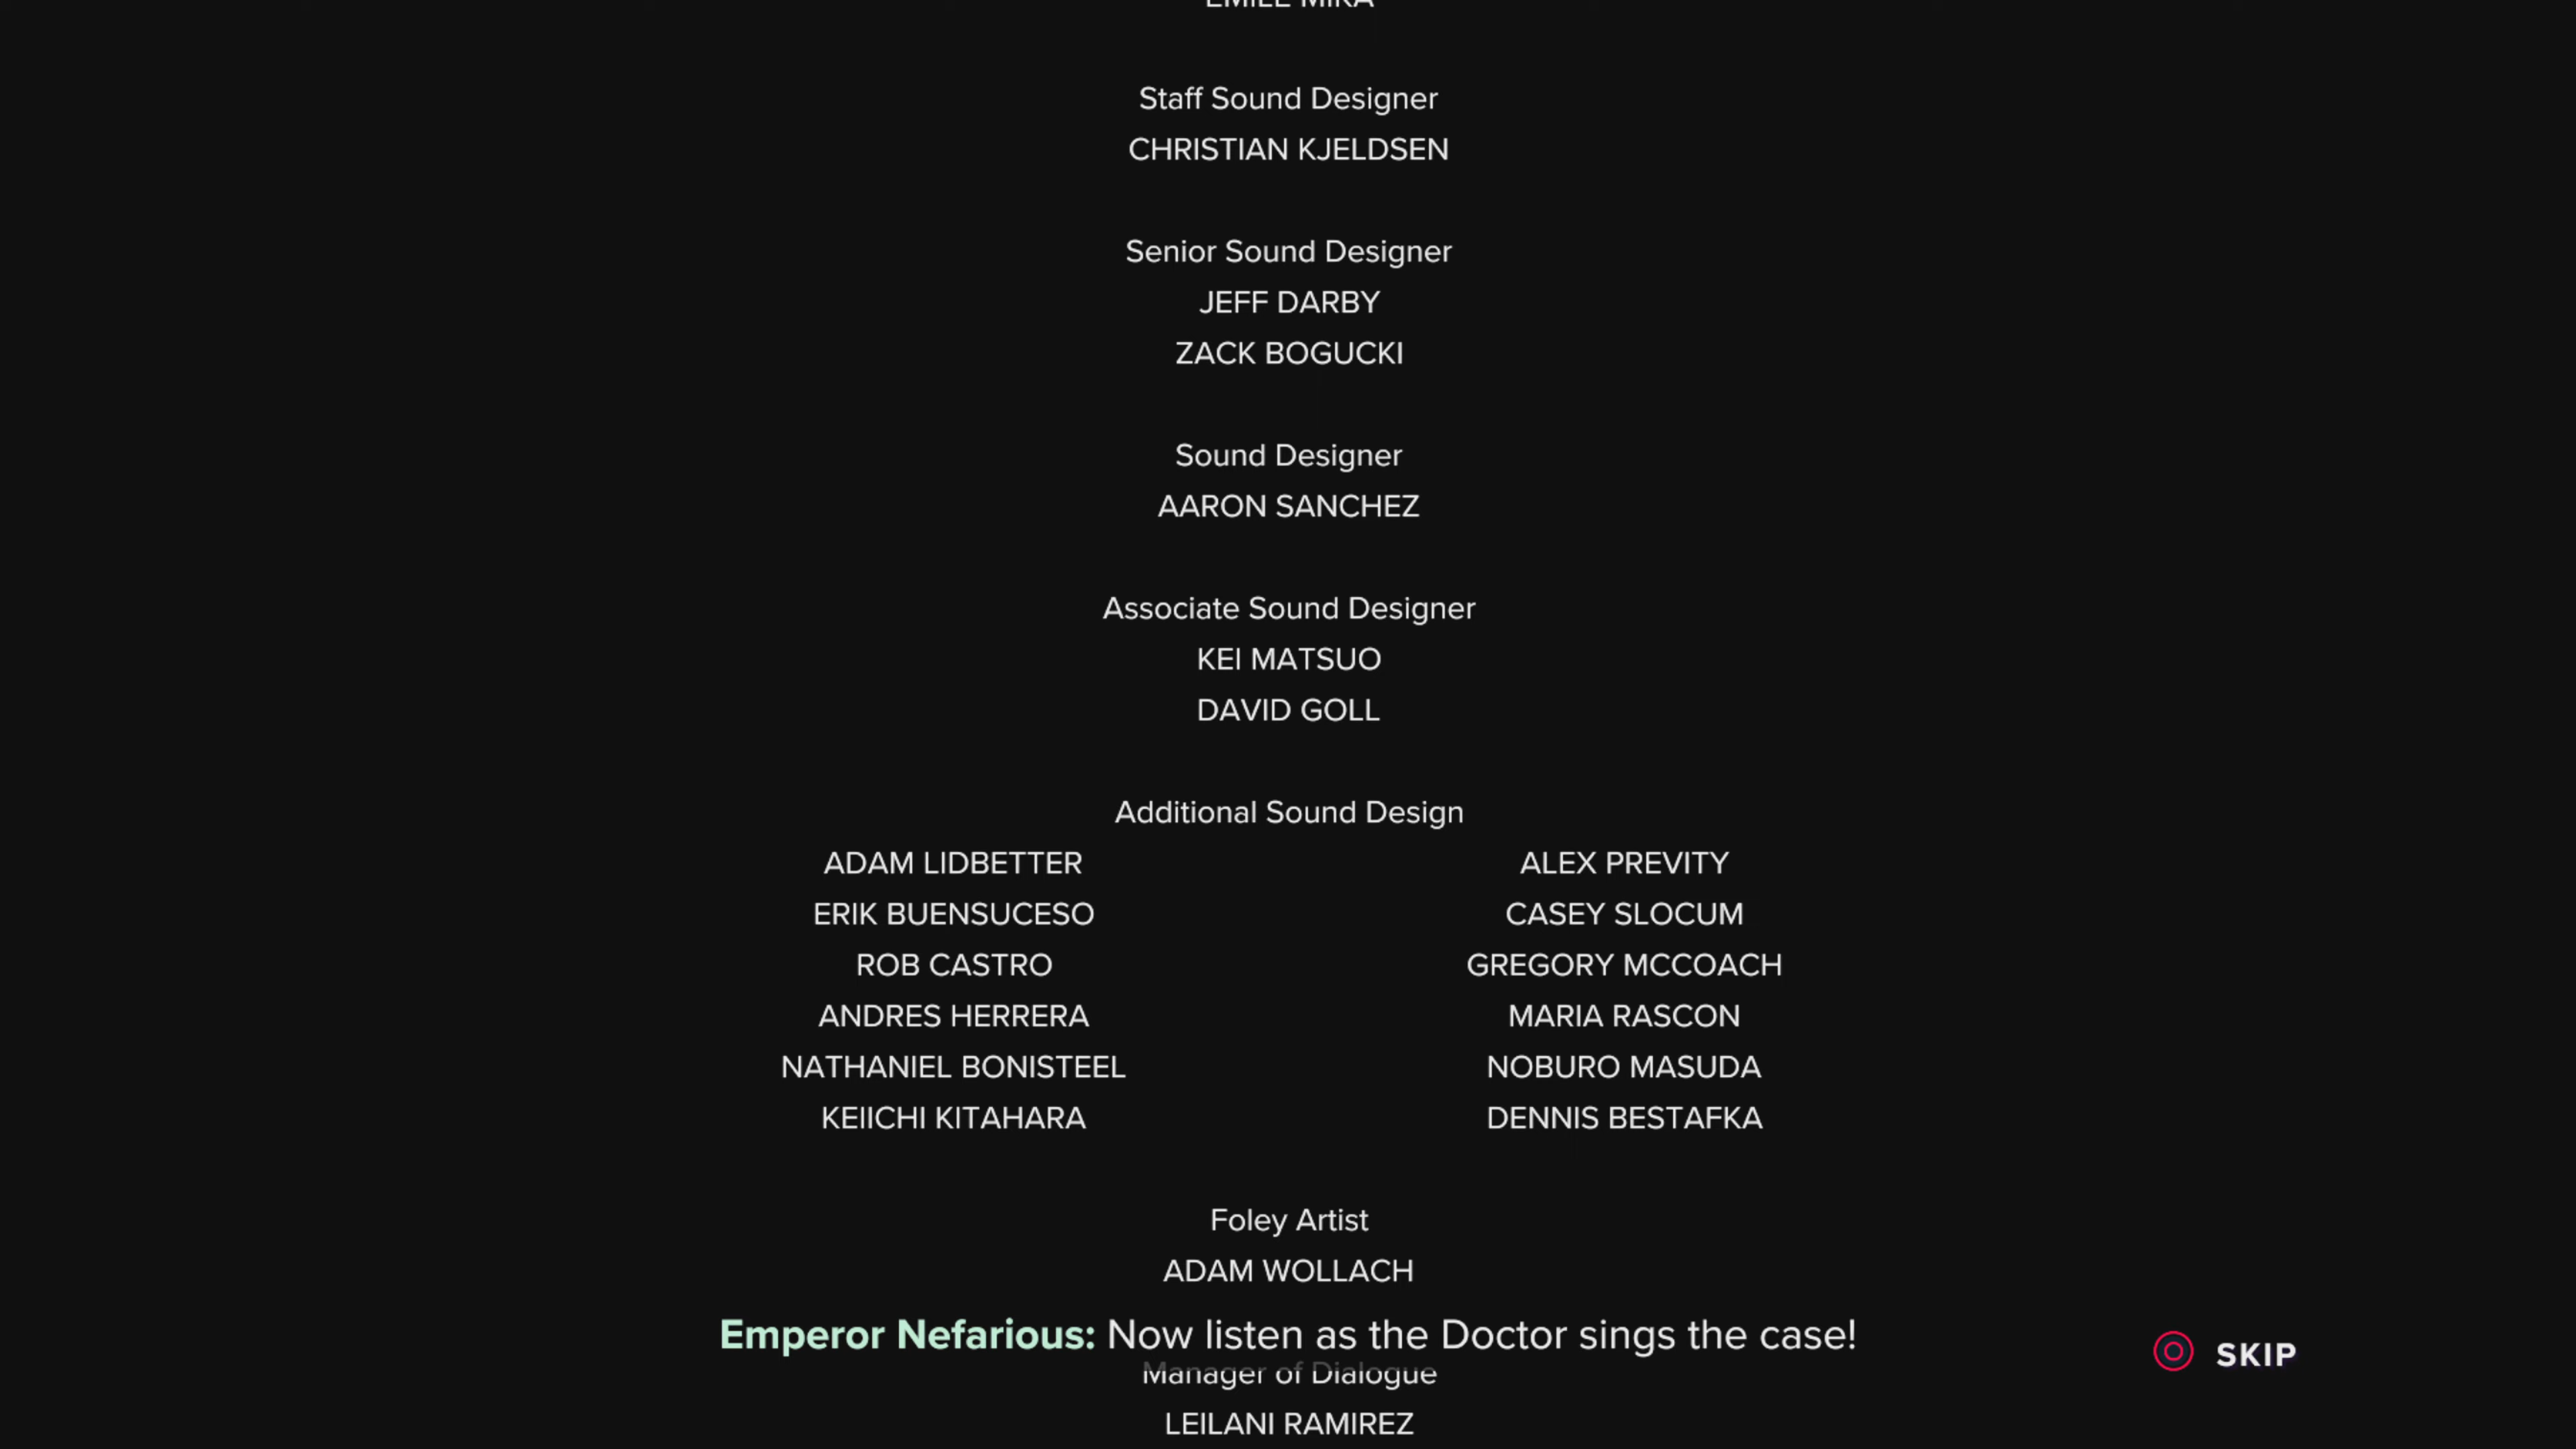 EMILE MIKA
Staff Sound Designer
CHRISTIAN KJELDSEN
Senior Sound Designer
JEFF DARBY
ZACK BOGUCKI
Sound Designer
AARON SANCHEZ
Associate Sound Designer
KEI MATSUO
DAVID GOLL
Additional Sound Design
ADAM LIDBETTER ALEX PREVITY
ERIK BUENSUCESO CASEY SLOCUM
ROB CASTRO GREGORY MCCOACH
ANDRES HERRERA MARIA RASCON
NATHANIEL BONISTEEL NOBURO MASUDA
KEIICHI KITAHARA DENNIS BESTAFKA
Foley Artist
ADAM WOLLACH
Emperor Nefarious: Now listen as the Doctor sings the case!
SKIP
Manager of Dialogue
LEILANI RAMIREZ